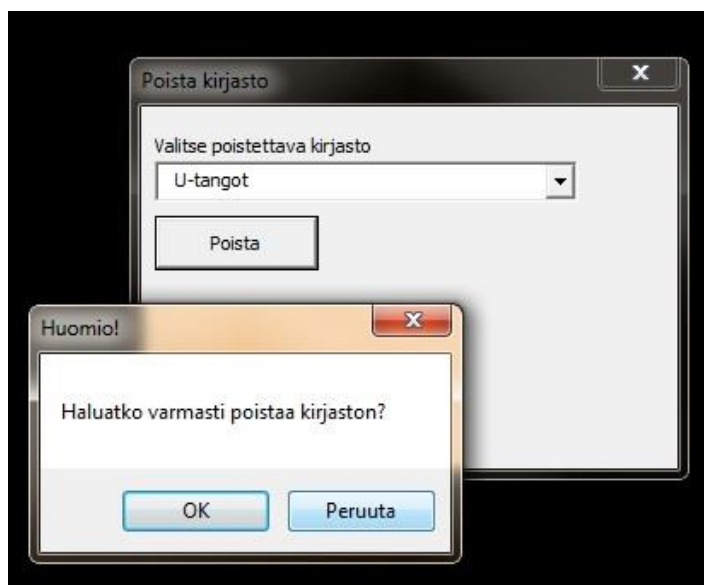 Poista kirjasto
Valitse poistettava kirjasto
U-tangot
Poista
Huomio!
Haluatko varmasti poistaa kirjaston?
OK
Peruuta